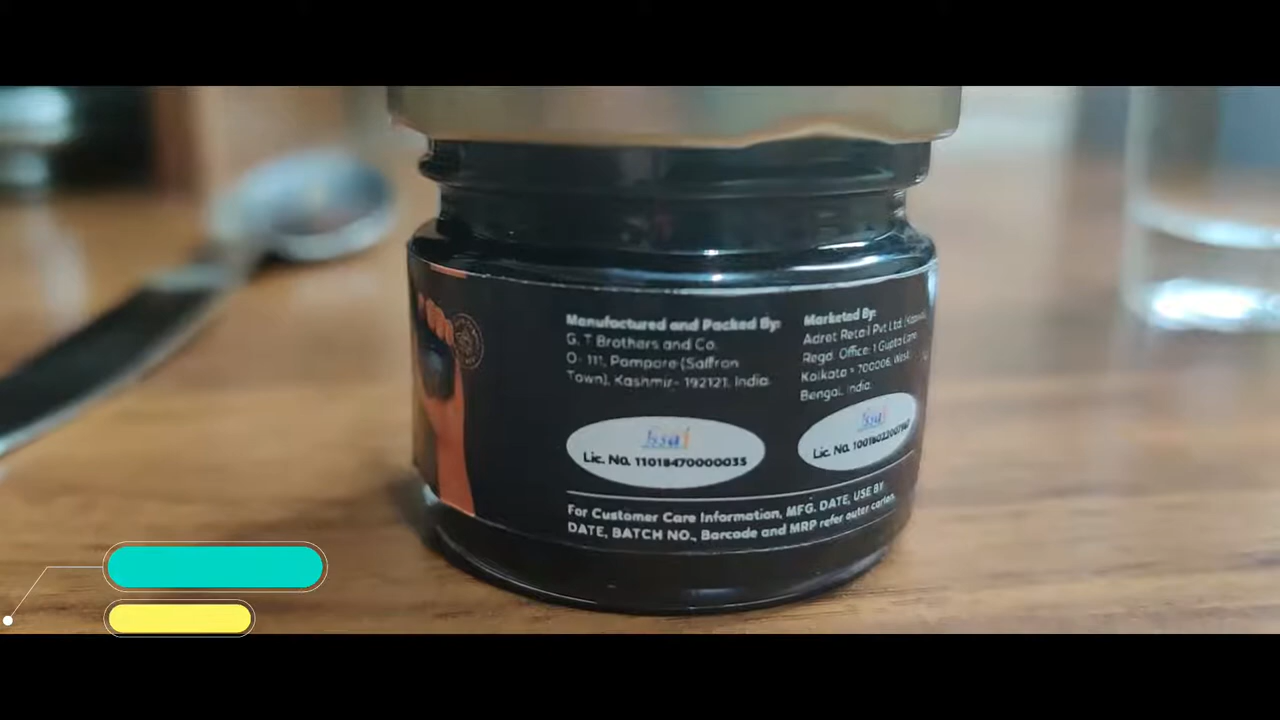 Manufactured and Packed By:
G. T Brothers and Co.
O- 111, Pampore (Saffron
Town), Kashmir- 192121, India
fssai
Lic. No. 11018470000035
Marketed By:
Adret Retail Pvt Ltd.
Regd. Office: 1 Gupta Lane,
Kolkata - 700006, West
Bengal, India.
fssai
Lic. No.
For Customer Care Information, MFG. DATE, USE BY
DATE, BATCH NO., Barcode and MRP refer outer carton.